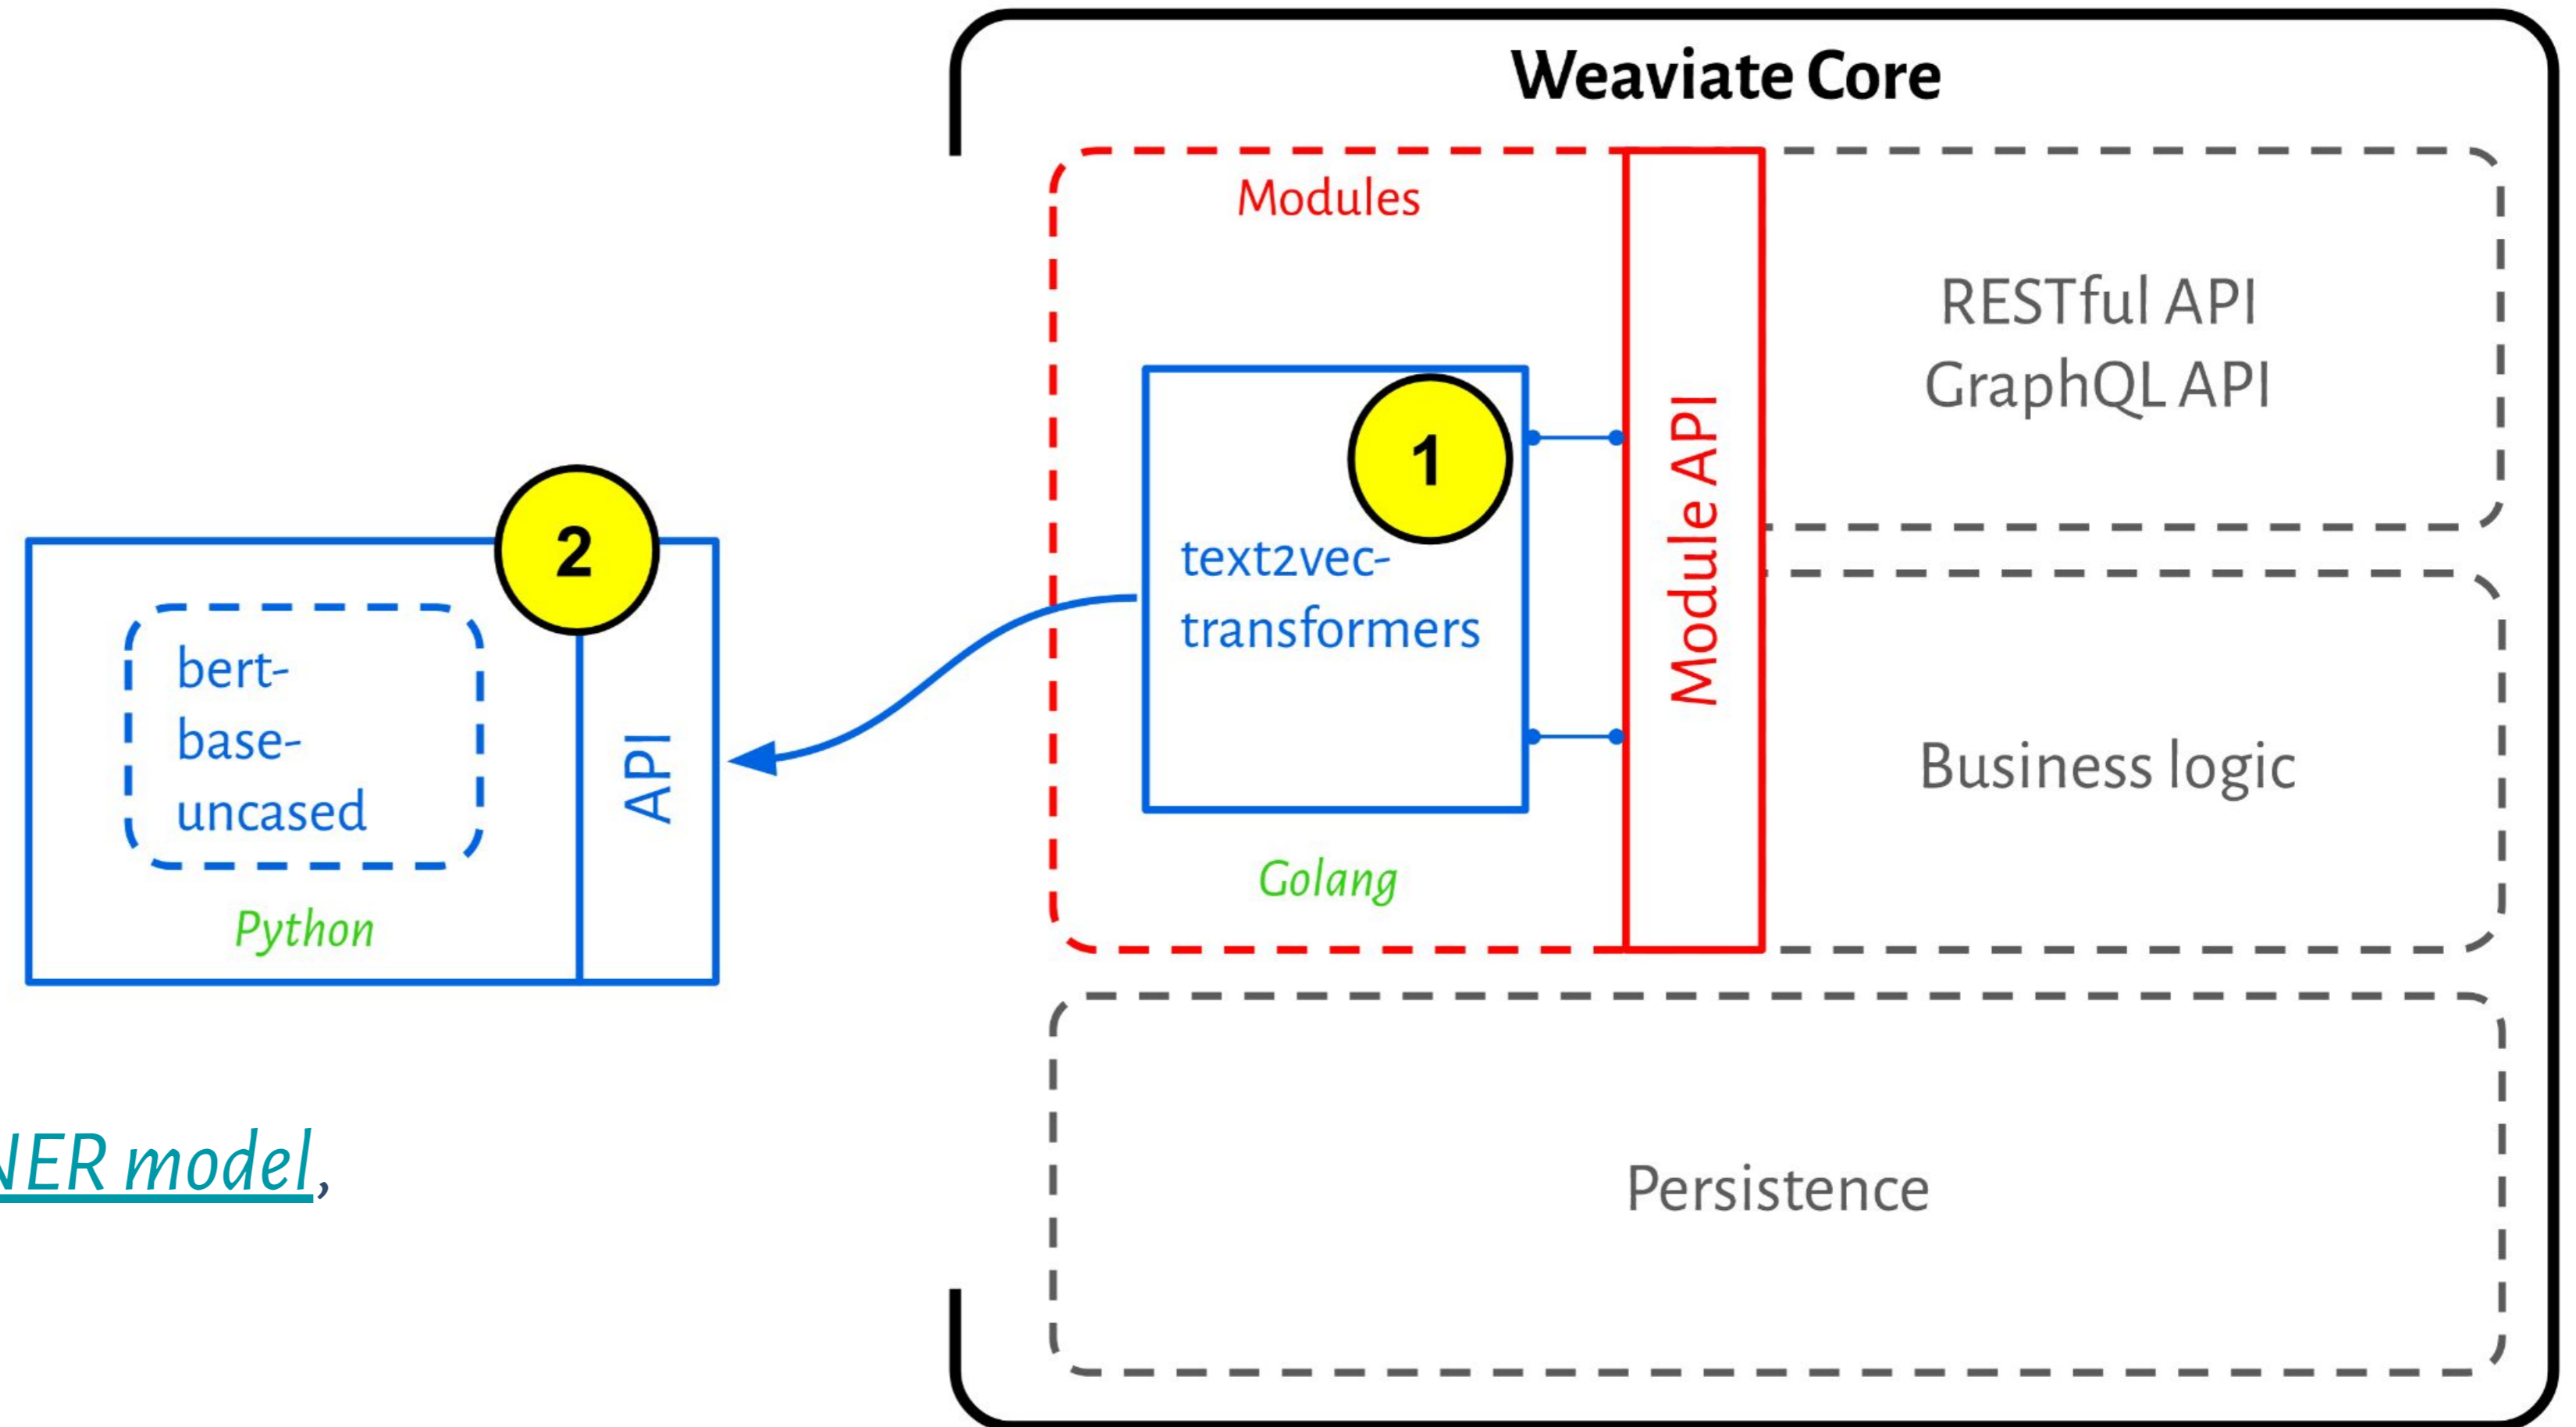 Weaviate Core
Modules
RESTful API
GraphQL API
1
Module API
text2vec-
transformers
2
bert-
base-
uncased
API
Business logic
Golang
Python
NER model,
Persistence